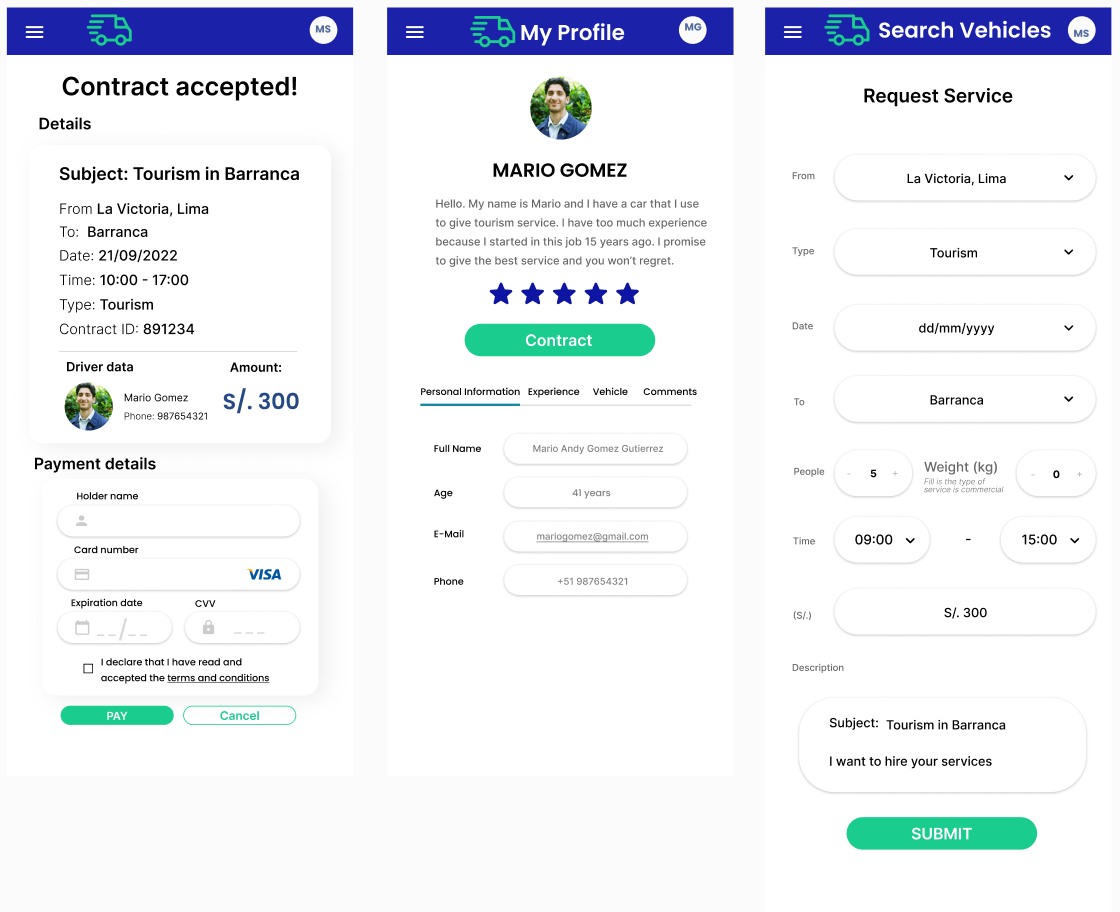 MS
Contract accepted!
Details
Subject: Tourism in Barranca
From La Victoria, Lima
To: Barranca
Date: 21/09/2022
Time: 10:00 - 17:00
Type: Tourism
Contract ID: 891234
Driver data
Amount:
Mario Gomez
Phone: 987654321
S/. 300
Payment details
Holder name
Card number
VISA
Expiration date
CVV
__/__
___
I declare that I have read and
accepted the terms and conditions
PAY
Cancel
My Profile
MG
MARIO GOMEZ
Hello. My name is Mario and I have a car that I use
to give tourism service. I have too much experience
because I started in this job 15 years ago. I promise
to give the best service and you won't regret.
Contract
Personal Information
Experience
Vehicle
Comments
Full Name
Mario Andy Gomez Gutierrez
Age
41 years
E-Mail
mariogomez@gmail.com
Phone
+51 987654321
Search Vehicles
MS
Request Service
From
La Victoria, Lima
Type
Tourism
Date
dd/mm/yyyy
To
Barranca
People
- 5 +
Weight (kg)
Fill is the type of
service is commercial
- 0 +
Time
09:00
-
15:00
(S/.)
S/. 300
Description
Subject: Tourism in Barranca
I want to hire your services
SUBMIT